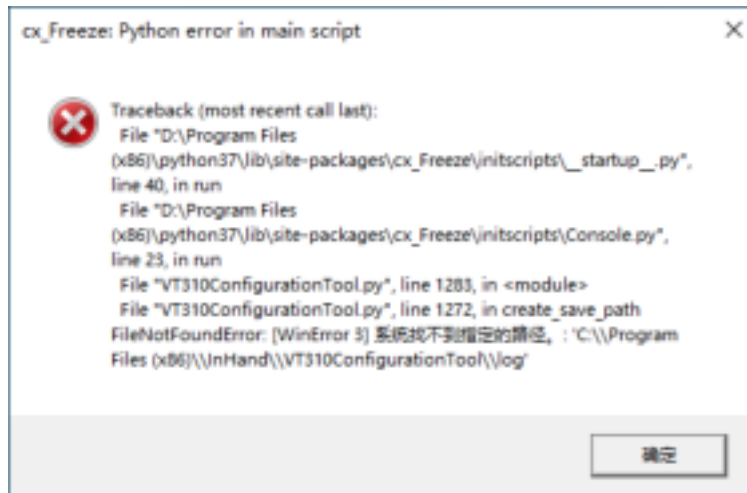 cx_Freeze: Python error in main script
Traceback (most recent call last):
File "D:\Program Files
(x86)\python37\lib\site-packages\cx_Freeze\initscripts\__startup__.py",
line 40, in run
File "D:\Program Files
(x86)\python37\lib\site-packages\cx_Freeze\initscripts\Console.py",
line 23, in run
File "VT310ConfigurationTool.py", line 1283, in <module>
File "VT310ConfigurationTool.py", line 1272, in create_save_path
FileNotFoundError: [WinError 3] 系统找不到指定的路径。: 'C:\\Program
Files (x86)\\InHand\\VT310ConfigurationTool\\log'
确定